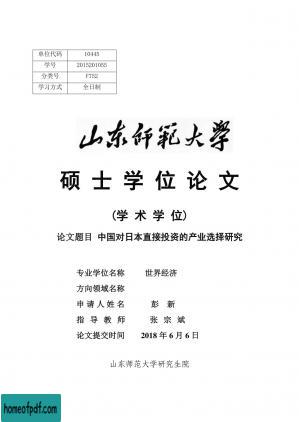 单位代码 10445
学号 2015201055
分类号 F752
学习方式 全日制
山东师范大学
硕士学位论文
(学术学位)
论文题目 中国对日本直接投资的产业选择研究
专业学位名称 世界经济
方向领域名称
申请人姓名 彭新
指导教师 张宗斌
论文提交时间 2018年6月6日
山东师范大学研究生院
homeofpdf.com